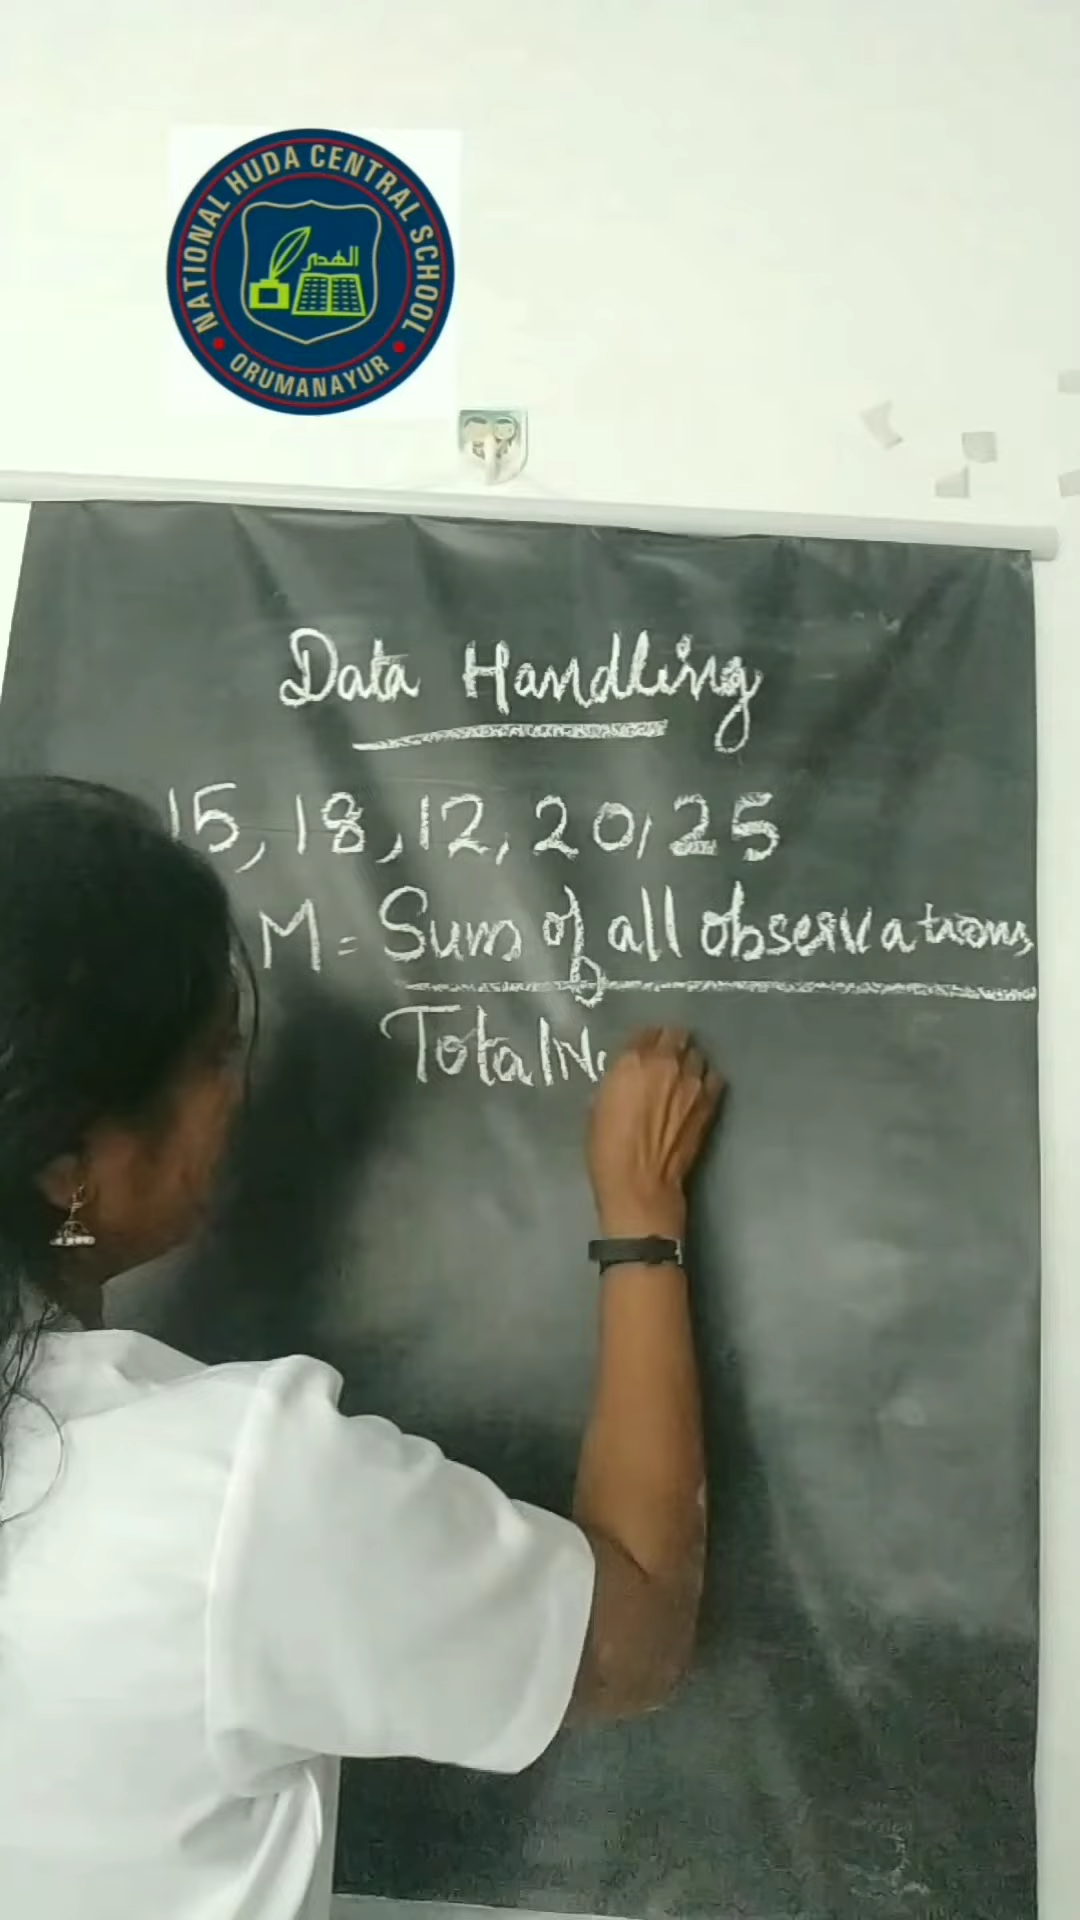 NATIONAL HUDA CENTRAL SCHOOL
الهدى
ORUMANAYUR
Data Handling
15, 18, 12, 20, 25
M = Sum of all observations
Total